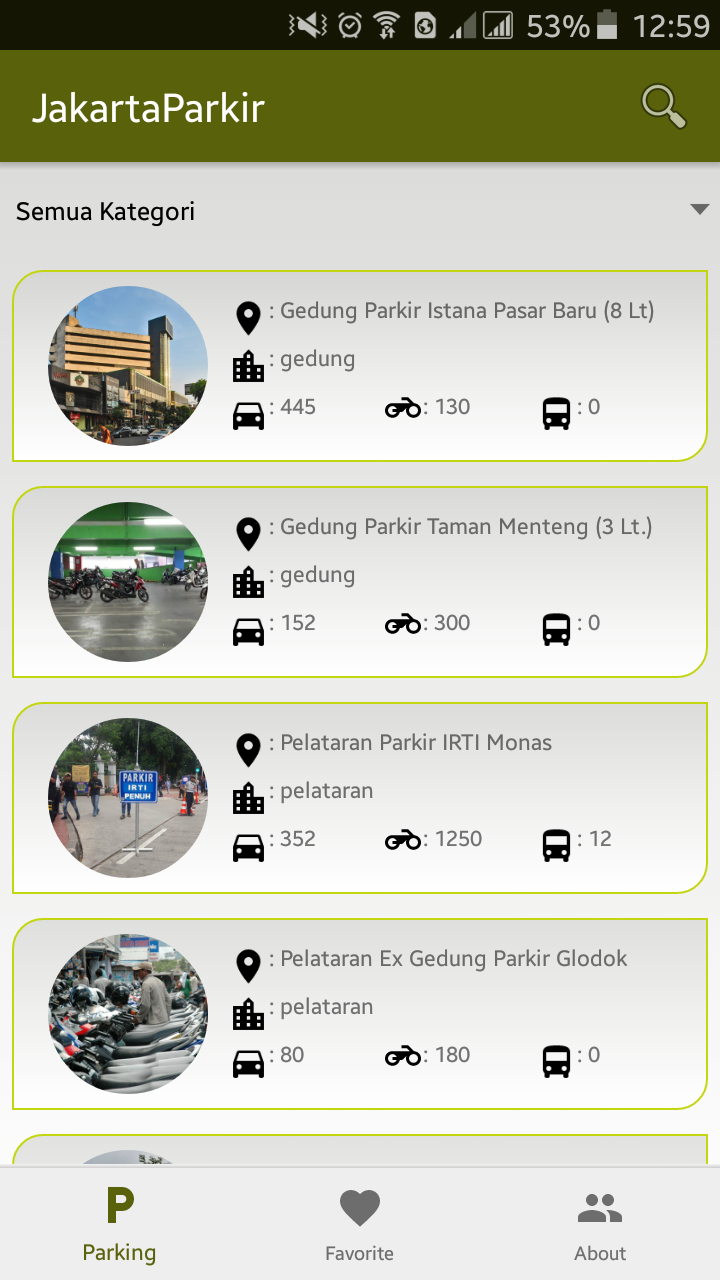 53% 12:59
JakartaParkir
Semua Kategori
: Gedung Parkir Istana Pasar Baru (8 Lt)
: gedung
: 445 : 130 : 0
: Gedung Parkir Taman Menteng (3 Lt.)
: gedung
: 152 : 300 : 0
PARKIR
IRTI
PENUH
: Pelataran Parkir IRTI Monas
: pelataran
: 352 : 1250 : 12
: Pelataran Ex Gedung Parkir Glodok
: pelataran
: 80 : 180 : 0
P
Parking Favorite About